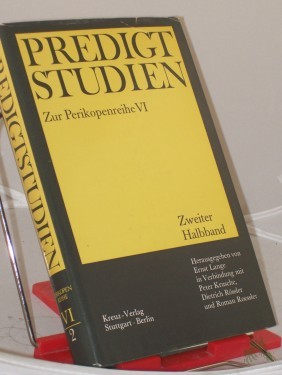 PREDIGT
STUDIEN
Zur Perikopenreihe VI
Zweiter
Halbband
Herausgegeben von
Ernst Lange
in Verbindung mit
Peter Krusche,
Dietrich Rössler
und Roman Roessler
Kreuz-Verlag
Stuttgart · Berlin
PREDIGTSTUDIEN
VI
2